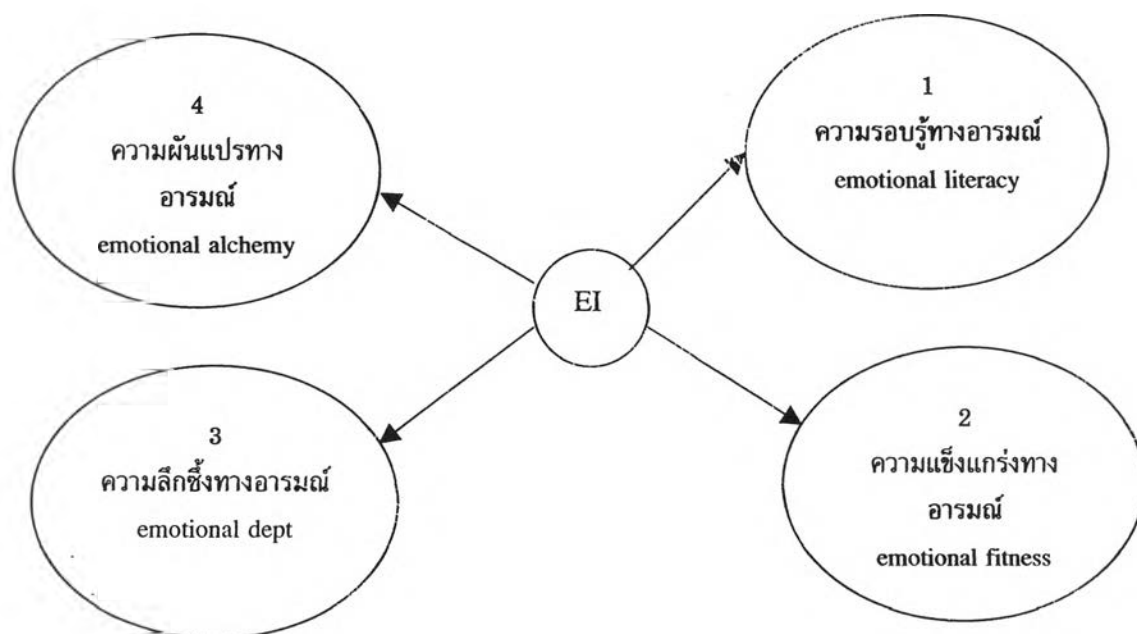 4
ความผันแปรทาง
อารมณ์
emotional alchemy
1
ความรอบรู้ทางอารมณ์
emotional literacy
EI
3
ความลึกซึ้งทางอารมณ์
emotional dept
2
ความแข็งแกร่งทาง
อารมณ์
emotional fitness